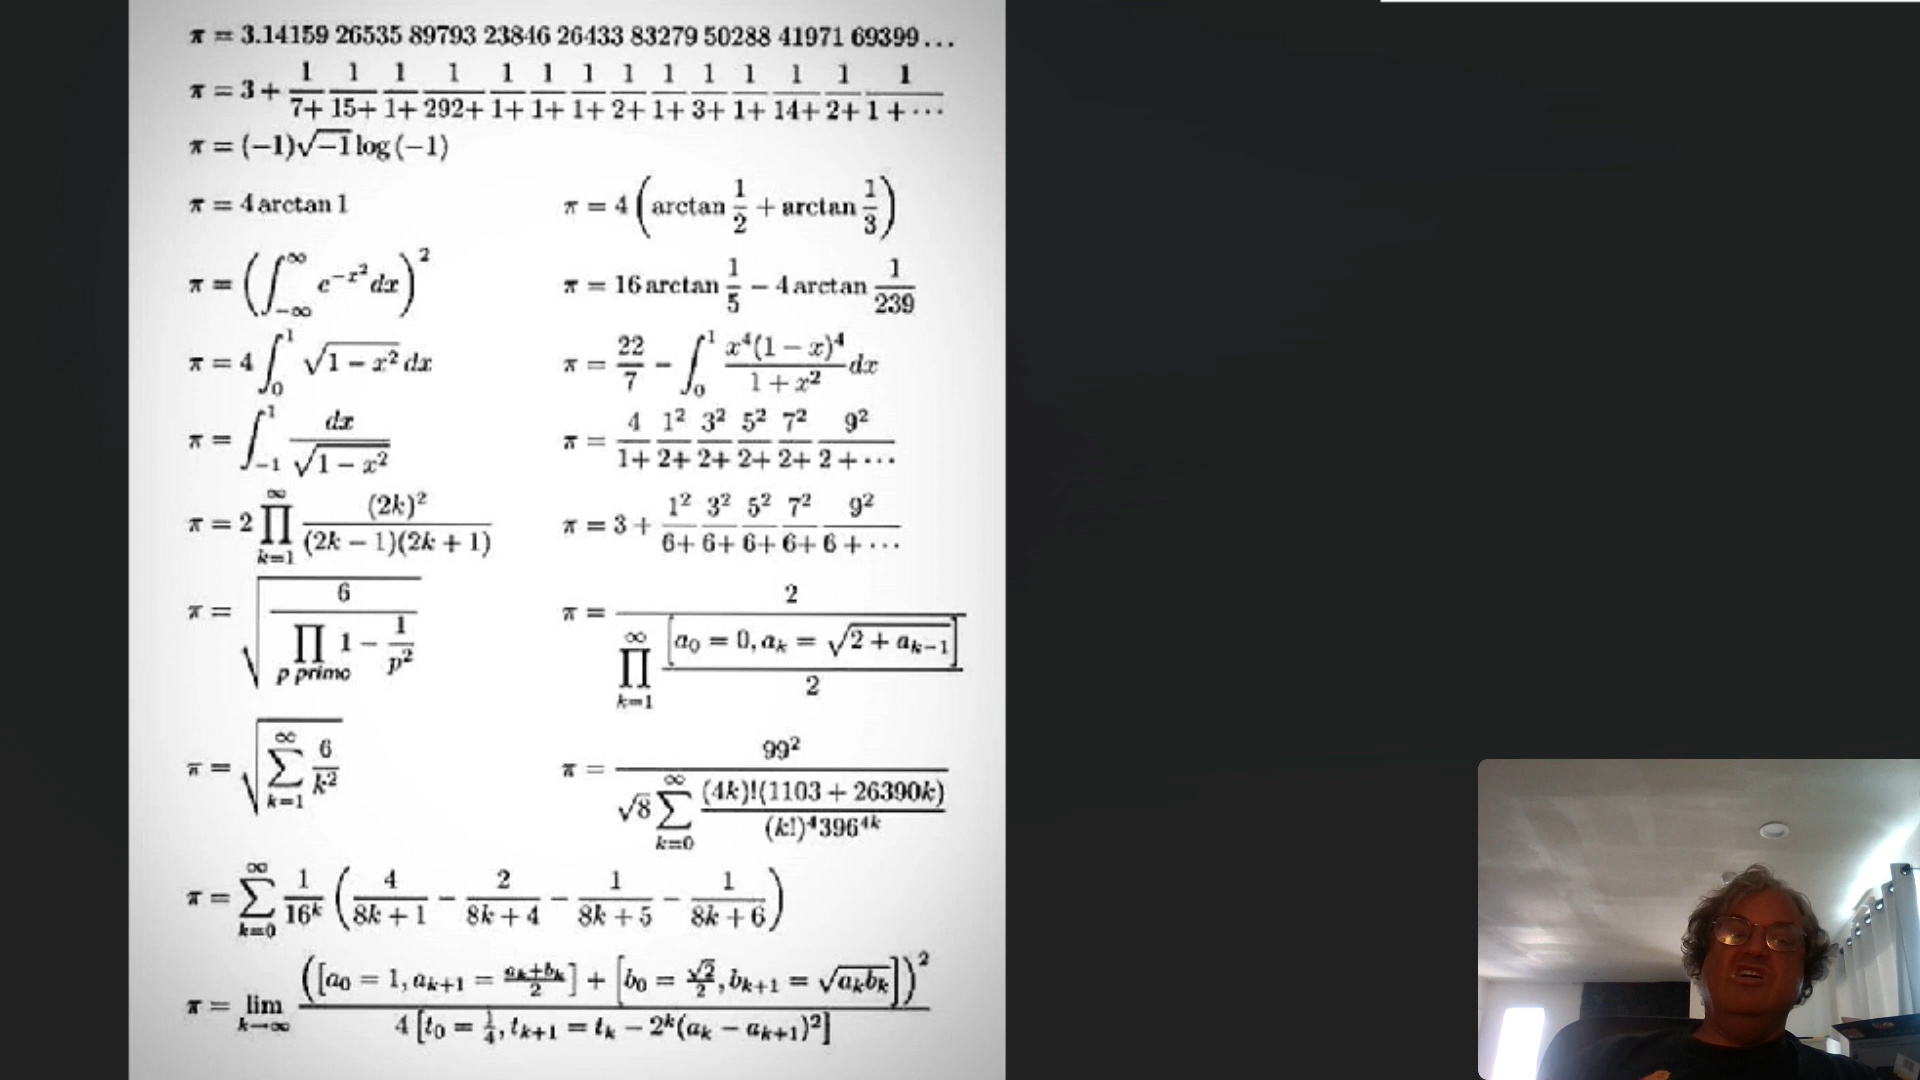 π = 3.14159 26535 89793 23846 26433 83279 50288 41971 69399...
π = 3 + 1/7+ 1/15+ 1/1+ 1/292+ 1/1+ 1/1+ 1/1+ 1/2+ 1/1+ 1/3+ 1/1+ 1/14+ 1/2+ 1/1 + ···
π = (−1)√−1 log (−1)
π = 4 arctan 1
π = 4 (arctan 1/2 + arctan 1/3)
π = (∫_{−∞}^{∞} e^{−x²} dx)²
π = 16 arctan 1/5 − 4 arctan 1/239
π = 4 ∫_0^1 √(1 − x²) dx
π = 22/7 − ∫_0^1 x⁴(1 − x)⁴/(1 + x²) dx
π = ∫_{−1}^1 dx/√(1 − x²)
π = 4/1+ 1²/2+ 3²/2+ 5²/2+ 7²/2+ 9²/2 + ···
π = 2 ∏_{k=1}^∞ (2k)²/((2k − 1)(2k + 1))
π = 3 + 1²/6+ 3²/6+ 5²/6+ 7²/6+ 9²/6 + ···
π = √(6/(∏_{p primo} 1 − 1/p²))
π = 2/(∏_{k=1}^∞ [a₀ = 0, a_k = √(2 + a_{k−1})]/2)
π = √(∑_{k=1}^∞ 6/k²)
π = 99²/(√8 ∑_{k=0}^∞ (4k)!(1103 + 26390k)/((k!)⁴396^{4k}))
π = ∑_{k=0}^∞ 1/16^k (4/(8k + 1) − 2/(8k + 4) − 1/(8k + 5) − 1/(8k + 6))
π = lim_{k→∞} ([a₀ = 1, a_{k+1} = (a_k+b_k)/2] + [b₀ = √2/2, b_{k+1} = √(a_k b_k)])²/(4 [t₀ = 1/4, t_{k+1} = t_k − 2^k(a_k − a_{k+1})²])